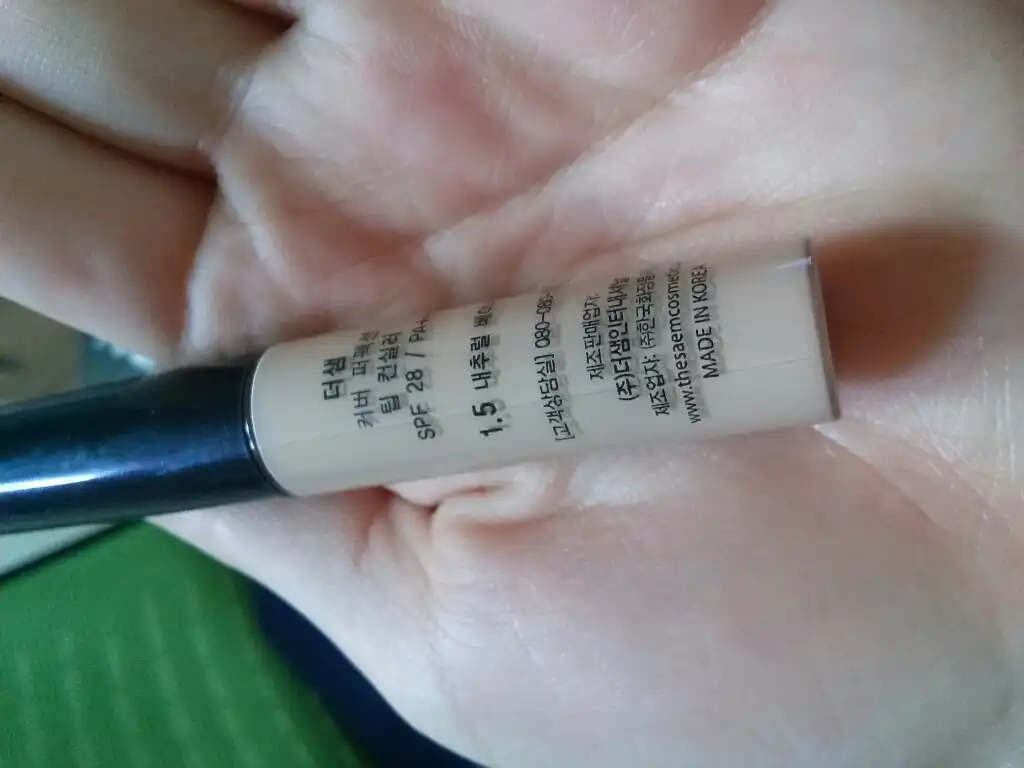 더샘
커버 퍼펙션
팁 컨실러
SPF 28 / PA+
1.5 내추럴 베이
[고객상담실] 080-080-
제조판매업자:
(주)더샘인터내셔널
제조업자: (주)한국화장품
www.thesaemcosmetic.
MADE IN KOREA